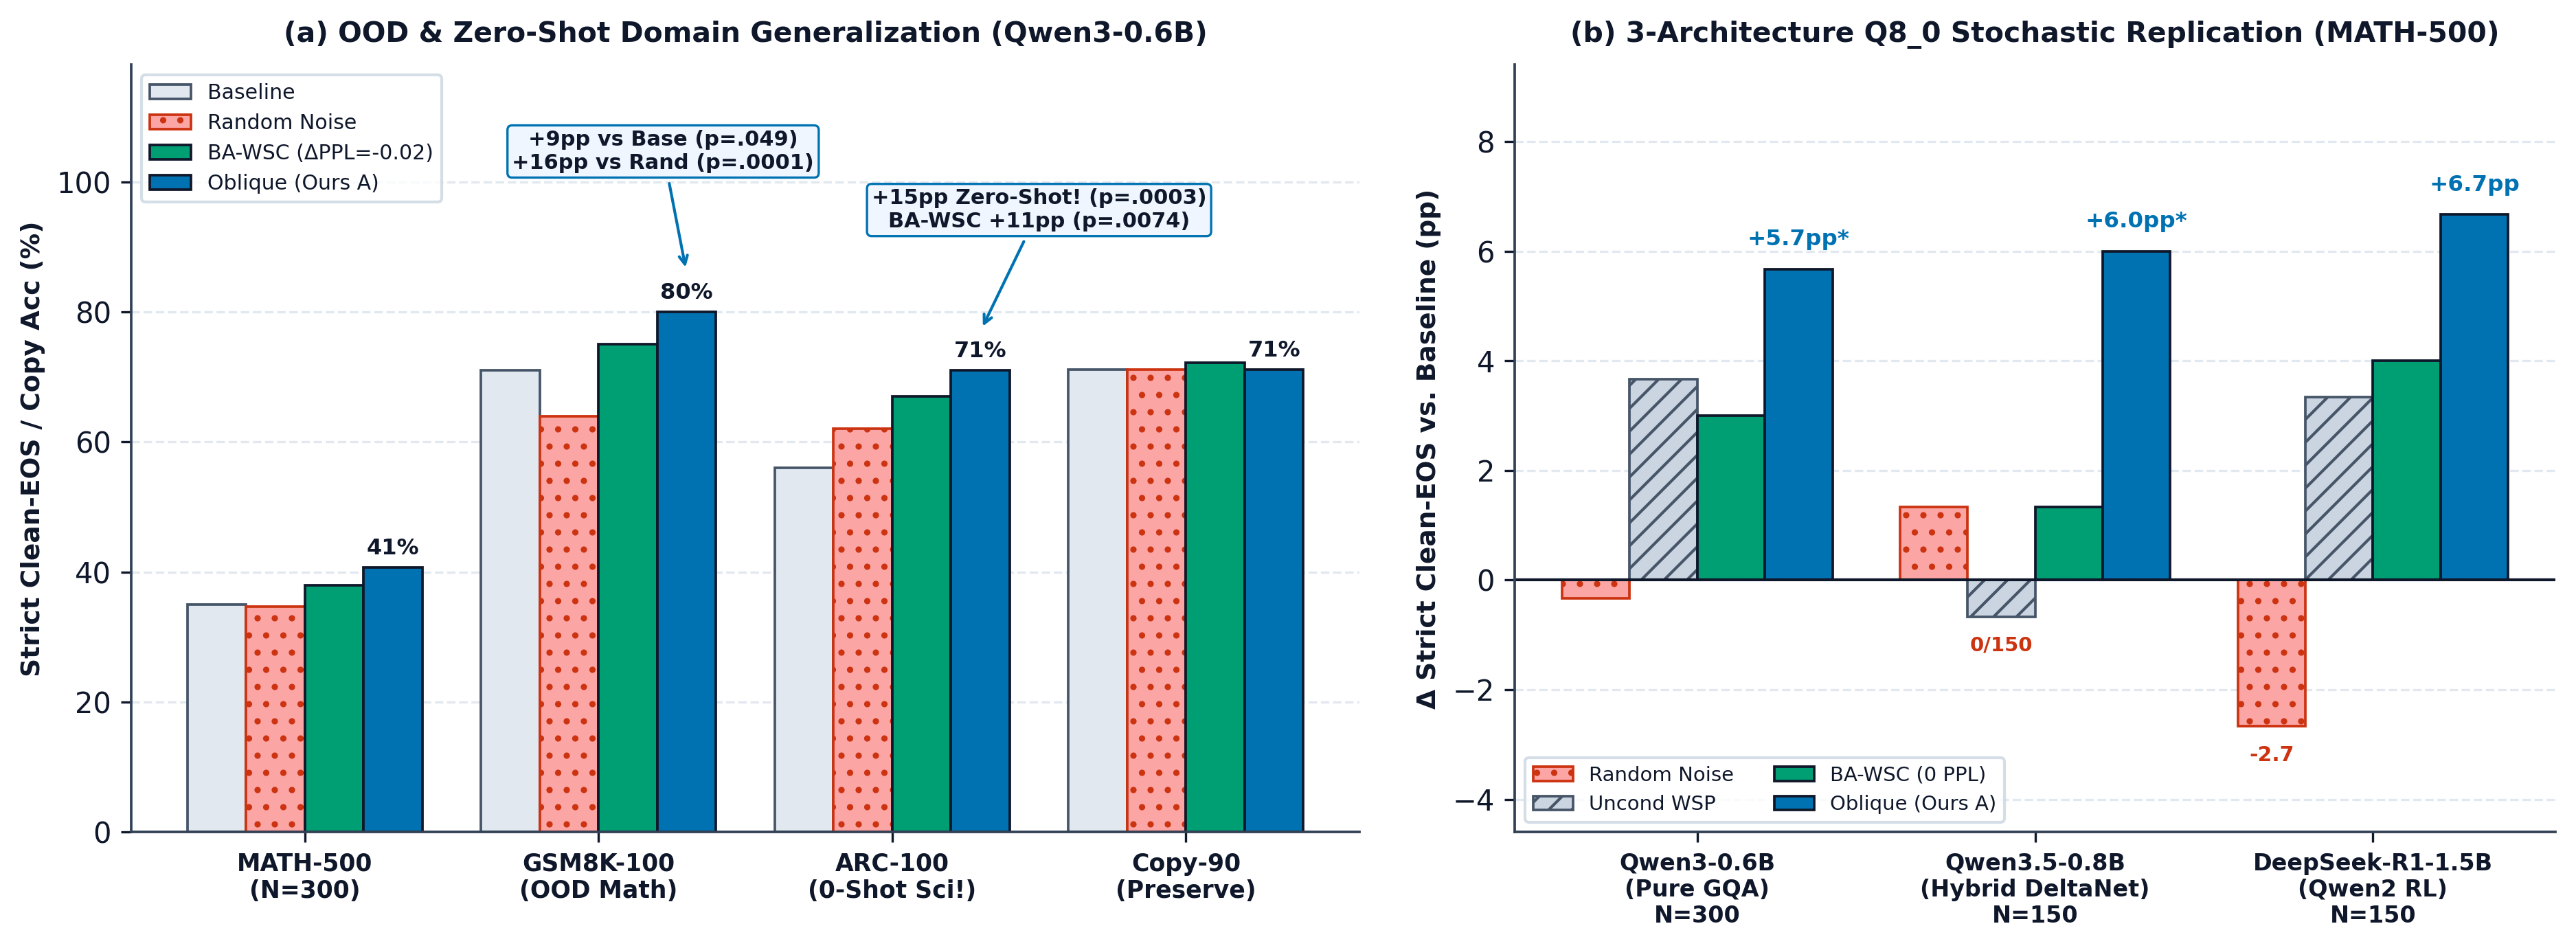 (a) OOD & Zero-Shot Domain Generalization (Qwen3-0.6B)
Strict Clean-EOS / Copy Acc (%)
100
80
60
40
20
0
Baseline
Random Noise
BA-WSC (ΔPPL=-0.02)
Oblique (Ours A)
+9pp vs Base (p=.049)
+16pp vs Rand (p=.0001)
+15pp Zero-Shot! (p=.0003)
BA-WSC +11pp (p=.0074)
41%
80%
71%
71%
MATH-500
(N=300)
GSM8K-100
(OOD Math)
ARC-100
(0-Shot Sci!)
Copy-90
(Preserve)
(b) 3-Architecture Q8_0 Stochastic Replication (MATH-500)
Δ Strict Clean-EOS vs. Baseline (pp)
8
6
4
2
0
−2
−4
+5.7pp*
+6.0pp*
+6.7pp
0/150
-2.7
Random Noise
Uncond WSP
BA-WSC (0 PPL)
Oblique (Ours A)
Qwen3-0.6B
(Pure GQA)
N=300
Qwen3.5-0.8B
(Hybrid DeltaNet)
N=150
DeepSeek-R1-1.5B
(Qwen2 RL)
N=150